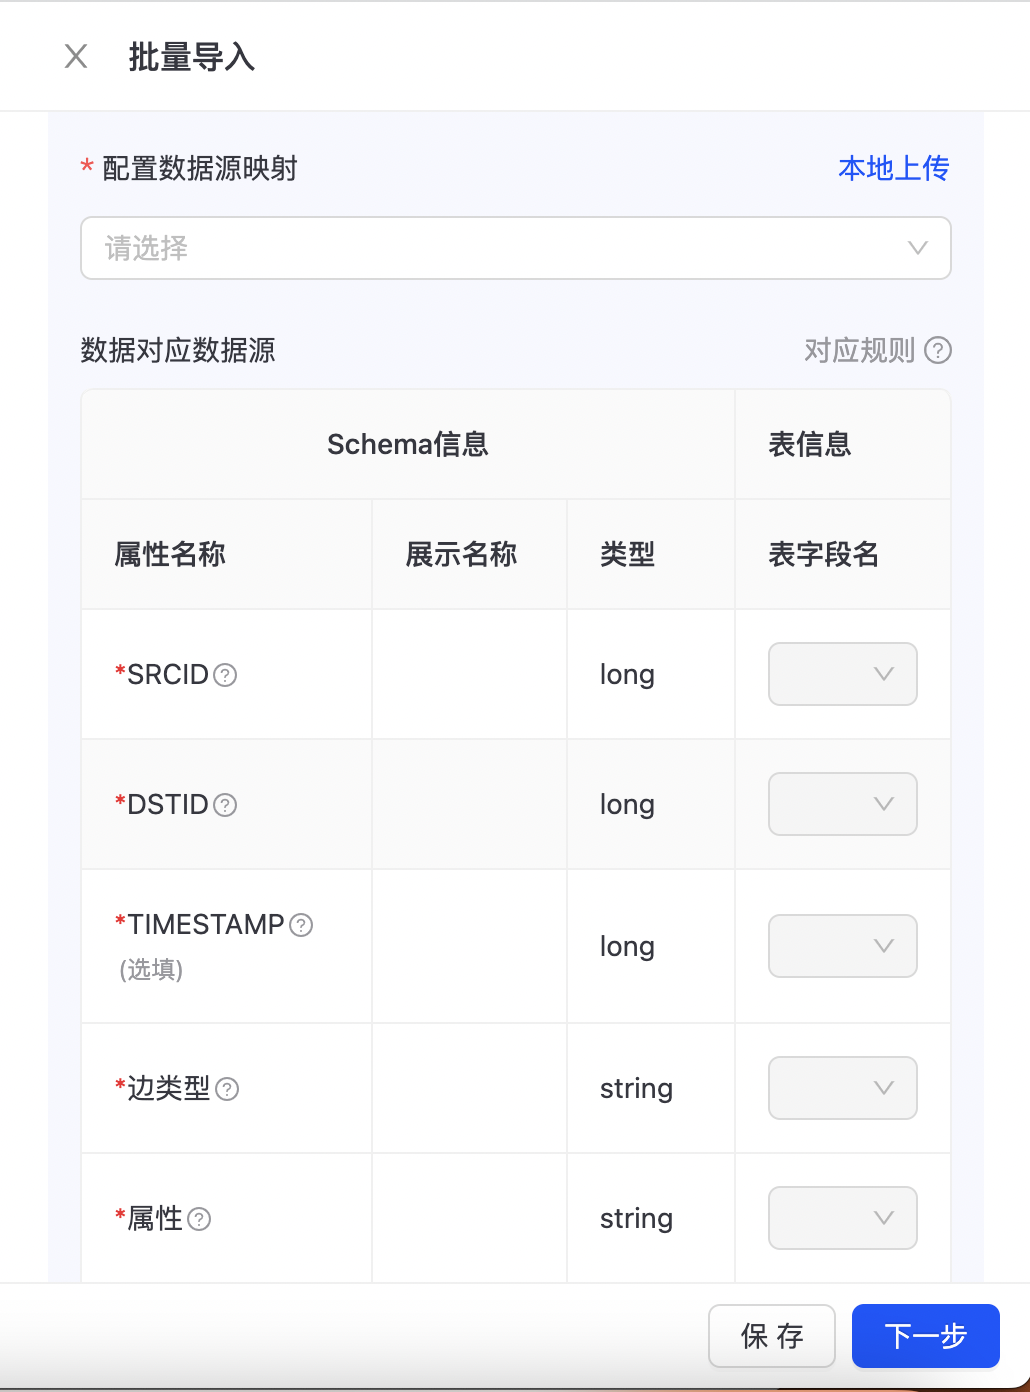 批量导入
* 配置数据源映射 本地上传
请选择
数据对应数据源 对应规则 ?
Schema信息 表信息
属性名称 展示名称 类型 表字段名
*SRCID ? long
*DSTID ? long
*TIMESTAMP ? long
(选填)
*边类型 ? string
*属性 ? string
保 存 下一步